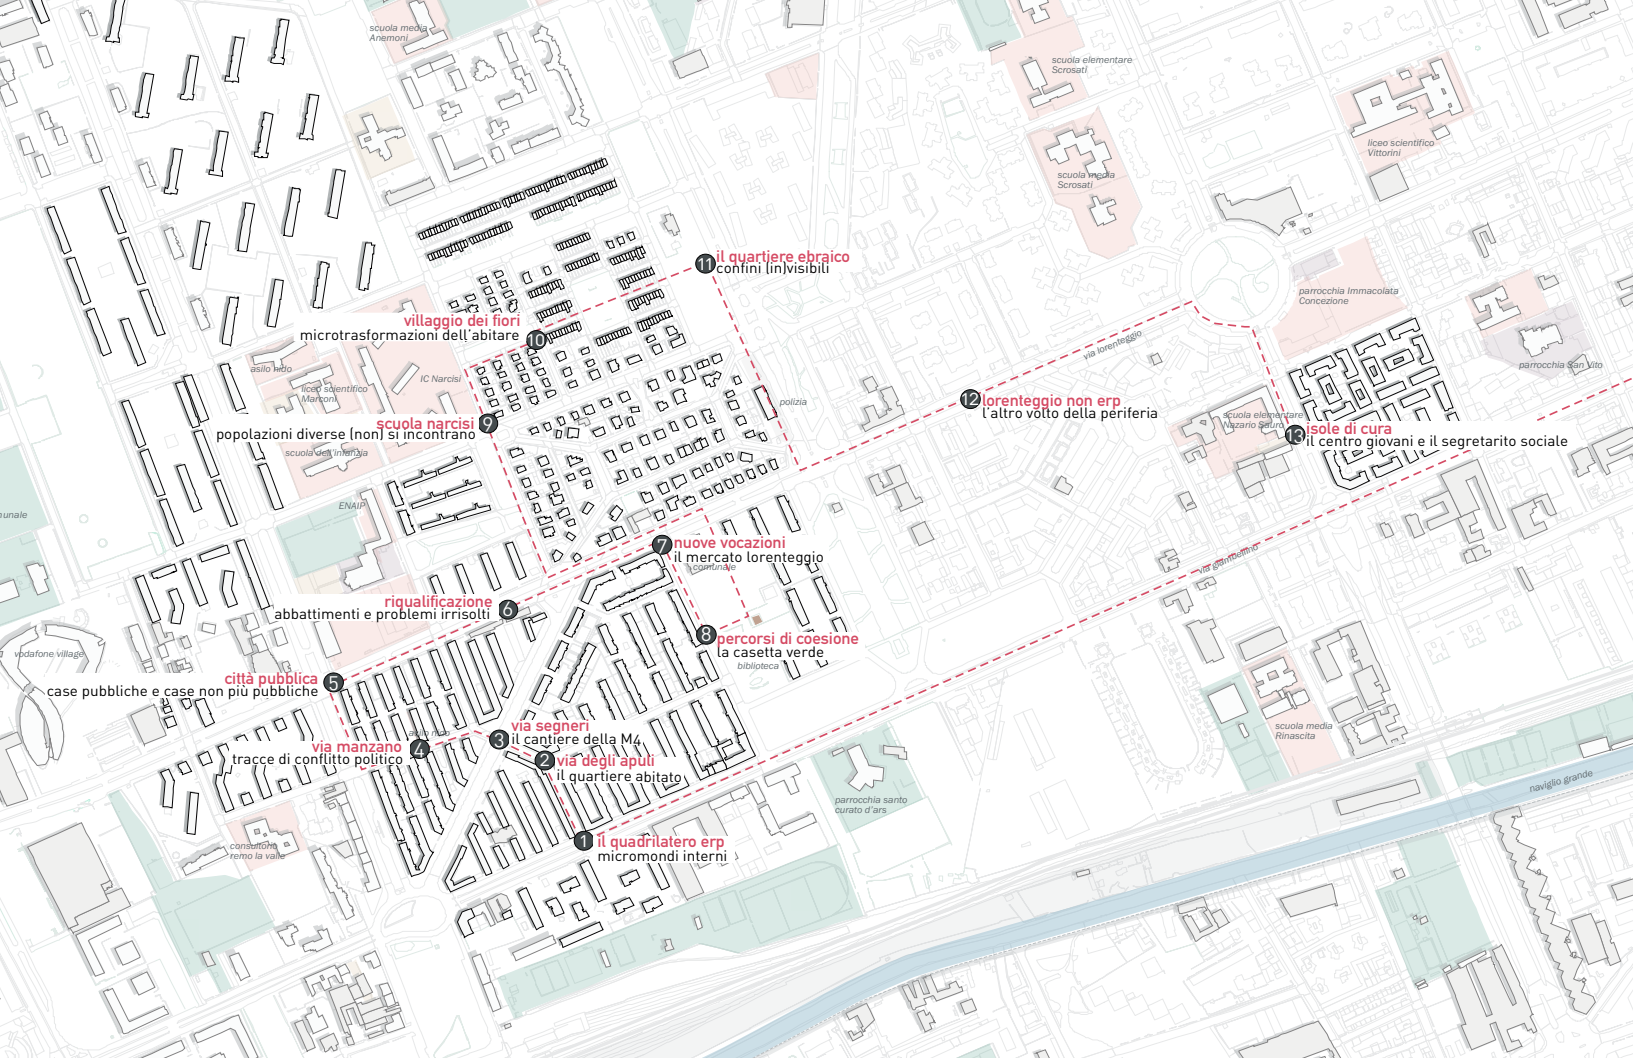 scuola media
Anemoni
scuola elementare
Scrosati
liceo scientifico
Vittorini
scuola media
Scrosati
11
il quartiere ebraico
confini (in)visibili
parrocchia Immacolata
Concezione
villaggio dei fiori
microtrasformazioni dell'abitare
10
via lorenteggio
asilo nido
liceo scientifico
Marconi
IC Narcisi
parrocchia San Vito
polizia
12
lorenteggio non erp
l'altro volto della periferia
scuola elementare
Nazario Sauro
scuola narcisi
popolazioni diverse (non) si incontrano
9
13
isole di cura
il centro giovani e il segretarito sociale
scuola dell'infanzia
ENAIP
7
nuove vocazioni
il mercato lorenteggio
comunale
via giambellino
riqualificazione
abbattimenti e problemi irrisolti
6
8
percorsi di coesione
la casetta verde
biblioteca
vodafone village
città pubblica
case pubbliche e case non più pubbliche
5
via segneri
il cantiere della M4
3
asilo nido
via manzano
tracce di conflitto politico
4
2
via degli apuli
il quartiere abitato
scuola media
Rinascita
naviglio grande
parrocchia santo
curato d'ars
consultorio
remo la valle
1
il quadrilatero erp
micromondi interni